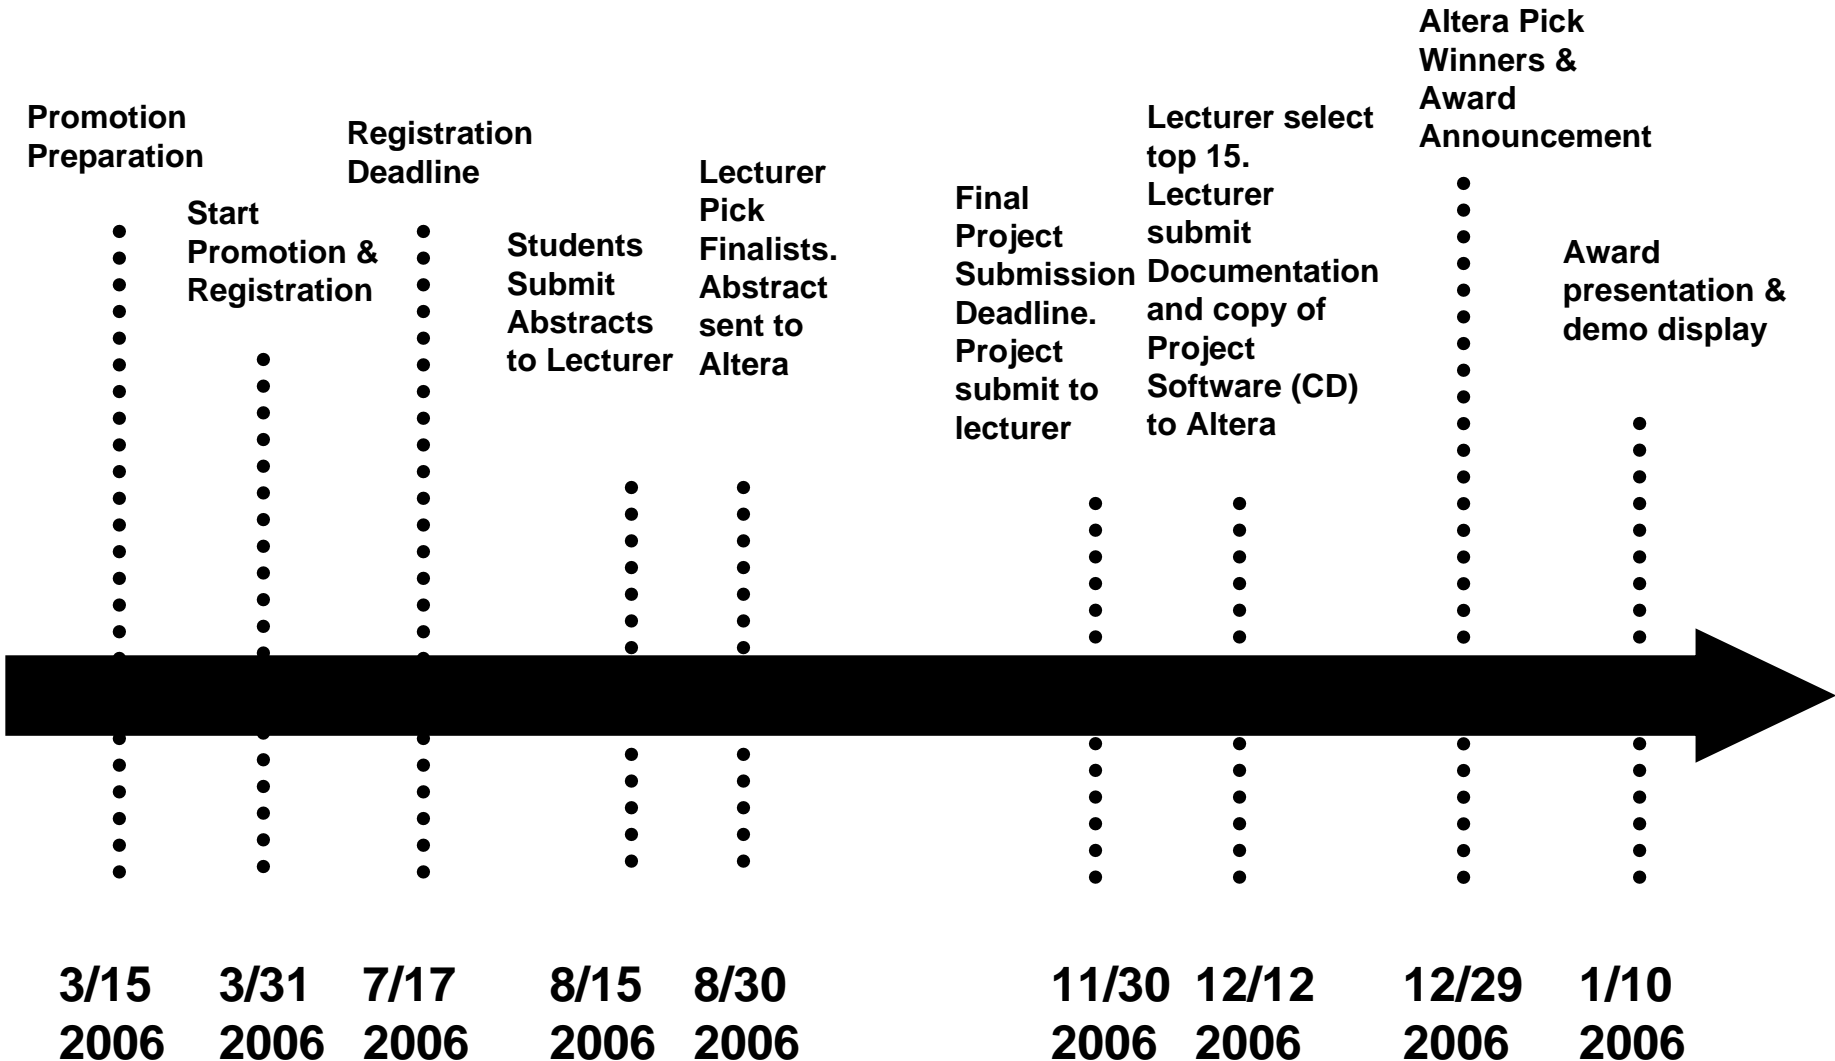 Promotion
Preparation
Start
Promotion &
Registration
Registration
Deadline
Students
Submit
Abstracts
to Lecturer
Lecturer
Pick
Finalists.
Abstract
sent to
Altera
Final
Project
Submission
Deadline.
Project
submit to
lecturer
Lecturer select
top 15.
Lecturer
submit
Documentation
and copy of
Project
Software (CD)
to Altera
Altera Pick
Winners &
Award
Announcement
Award
presentation &
demo display
3/15
2006
3/31
2006
7/17
2006
8/15
2006
8/30
2006
11/30
2006
12/12
2006
12/29
2006
1/10
2006